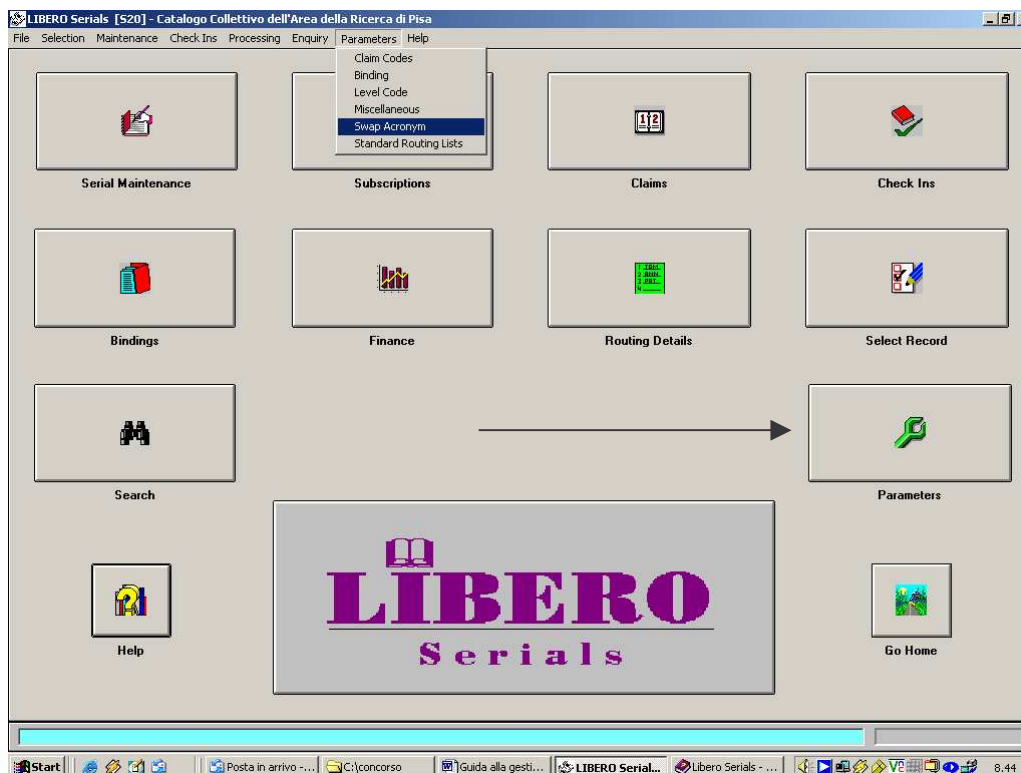 LIBERO Serials [S20] - Catalogo Collettivo dell'Area della Ricerca di Pisa
File Selection Maintenance Check Ins Processing Enquiry Parameters Help
Claim Codes
Binding
Level Code
Miscellaneous
Swap Acronym
Standard Routing Lists
Serial Maintenance Subscriptions Claims Check Ins
Bindings Finance Routing Details Select Record
Search Parameters
LIBERO
Serials
Help Go Home
Start Posta in arrivo -... C:\concorso Guida alla gesti... LIBERO Serial... Libero Serials - ... 8.44